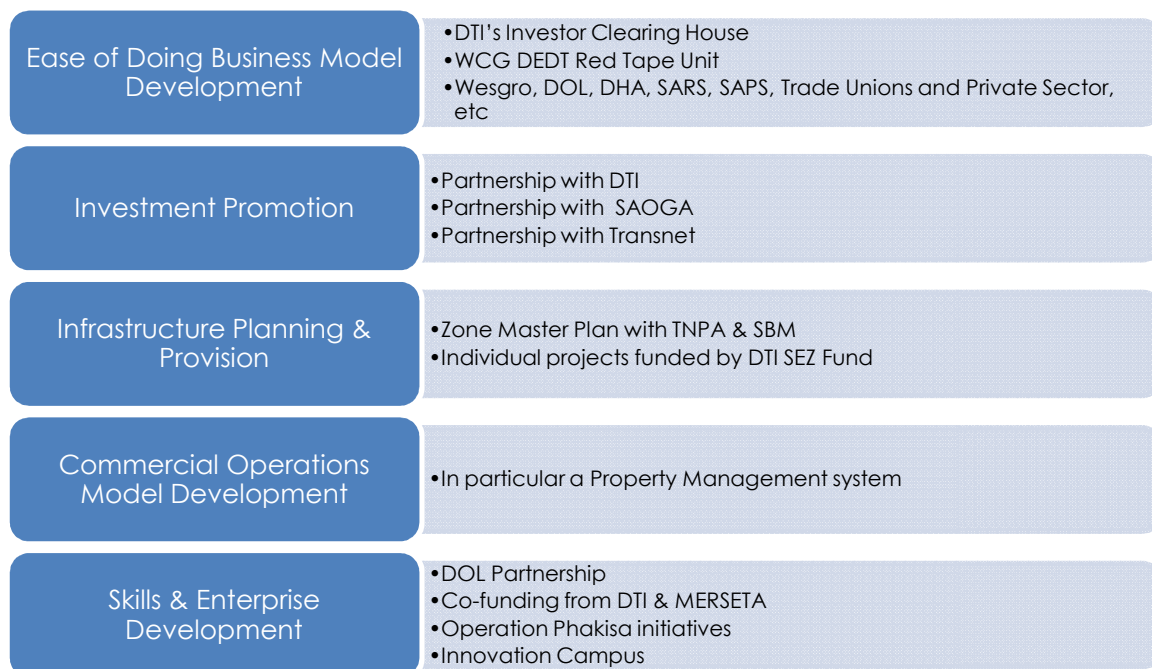 Ease of Doing Business Model
Development
•DTI’s Investor Clearing House
•WCG DEDT Red Tape Unit
•Wesgro, DOL, DHA, SARS, SAPS, Trade Unions and Private Sector,
etc
Investment Promotion
•Partnership with DTI
•Partnership with SAOGA
•Partnership with Transnet
Infrastructure Planning &
Provision
•Zone Master Plan with TNPA & SBM
•Individual projects funded by DTI SEZ Fund
Commercial Operations
Model Development
•In particular a Property Management system
Skills & Enterprise
Development
•DOL Partnership
•Co-funding from DTI & MERSETA
•Operation Phakisa initiatives
•Innovation Campus